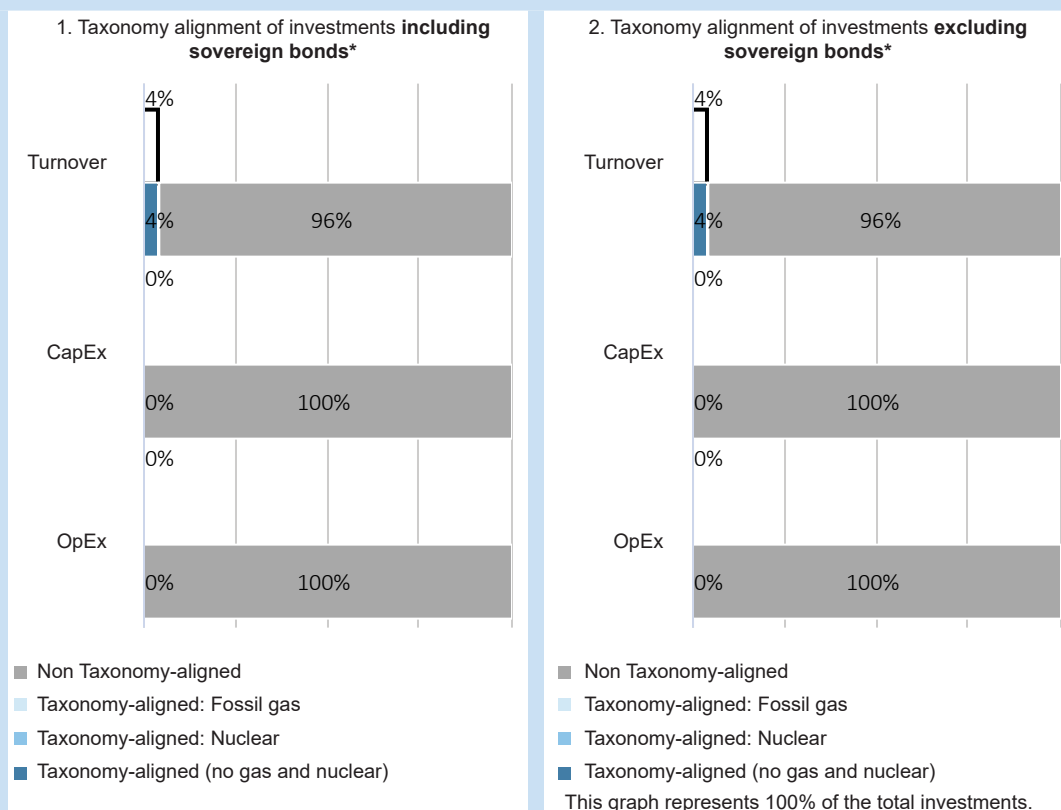 1. Taxonomy alignment of investments including
sovereign bonds*
4%
Turnover
4% 96%
0%
CapEx
0% 100%
0%
OpEx
0% 100%
Non Taxonomy-aligned
Taxonomy-aligned: Fossil gas
Taxonomy-aligned: Nuclear
Taxonomy-aligned (no gas and nuclear)
2. Taxonomy alignment of investments excluding
sovereign bonds*
4%
Turnover
4% 96%
0%
CapEx
0% 100%
0%
OpEx
0% 100%
Non Taxonomy-aligned
Taxonomy-aligned: Fossil gas
Taxonomy-aligned: Nuclear
Taxonomy-aligned (no gas and nuclear)
This graph represents 100% of the total investments.